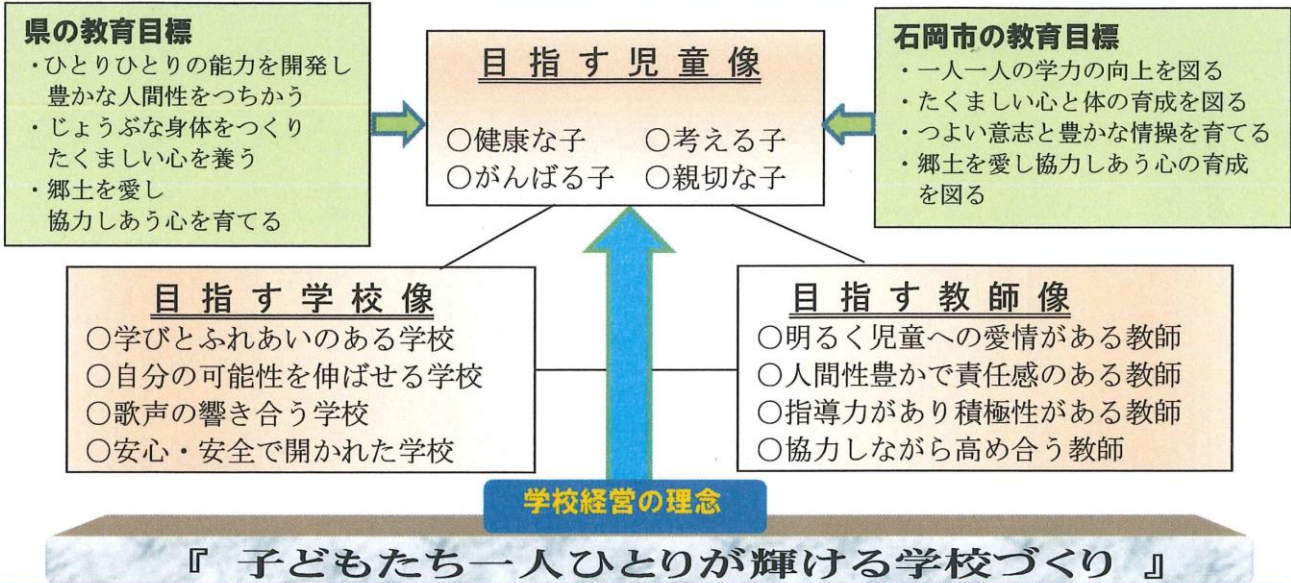 県の教育目標
・ひとりひとりの能力を開発し
豊かな人間性をつちかう
・じょうぶな身体をつくり
たくましい心を養う
・郷土を愛し
協力しあう心を育てる
目指す児童像
○健康な子 ○考える子
○がんばる子 ○親切な子
石岡市の教育目標
・一人一人の学力の向上を図る
・たくましい心と体の育成を図る
・つよい意志と豊かな情操を育てる
・郷土を愛し協力しあう心の育成
を図る
目指す学校像
○学びとふれあいのある学校
○自分の可能性を伸ばせる学校
○歌声の響き合う学校
○安心・安全で開かれた学校
目指す教師像
○明るく児童への愛情がある教師
○人間性豊かで責任感のある教師
○指導力があり積極性がある教師
○協力しながら高め合う教師
学校経営の理念
『 子どもたち一人ひとりが輝ける学校づくり 』